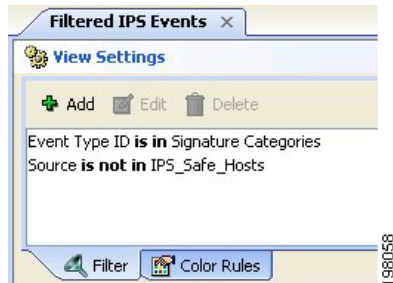 Filtered IPS Events
View Settings
Add Edit Delete
Event Type ID is in Signature Categories
Source is not in IPS_Safe_Hosts
Filter Color Rules
198058